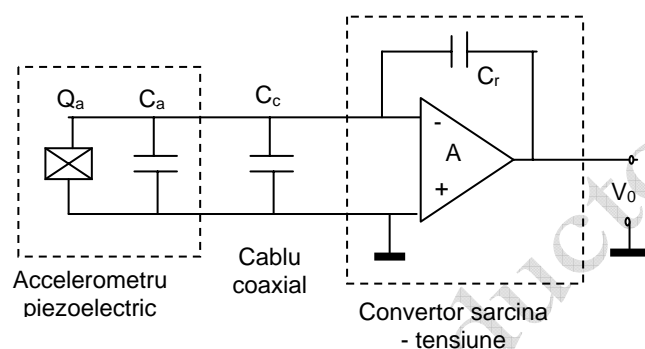 Qa
Ca
Cc
Cr
-
A
+
V0
Accelerometru
piezoelectric
Cablu
coaxial
Convertor sarcina
- tensiune